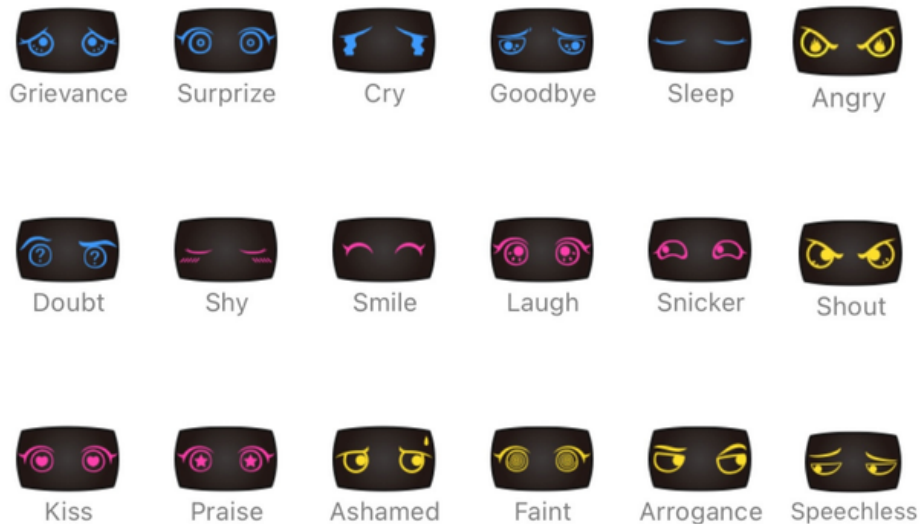 Grievance Surprize Cry Goodbye Sleep Angry
Doubt Shy Smile Laugh Snicker Shout
Kiss Praise Ashamed Faint Arrogance Speechless